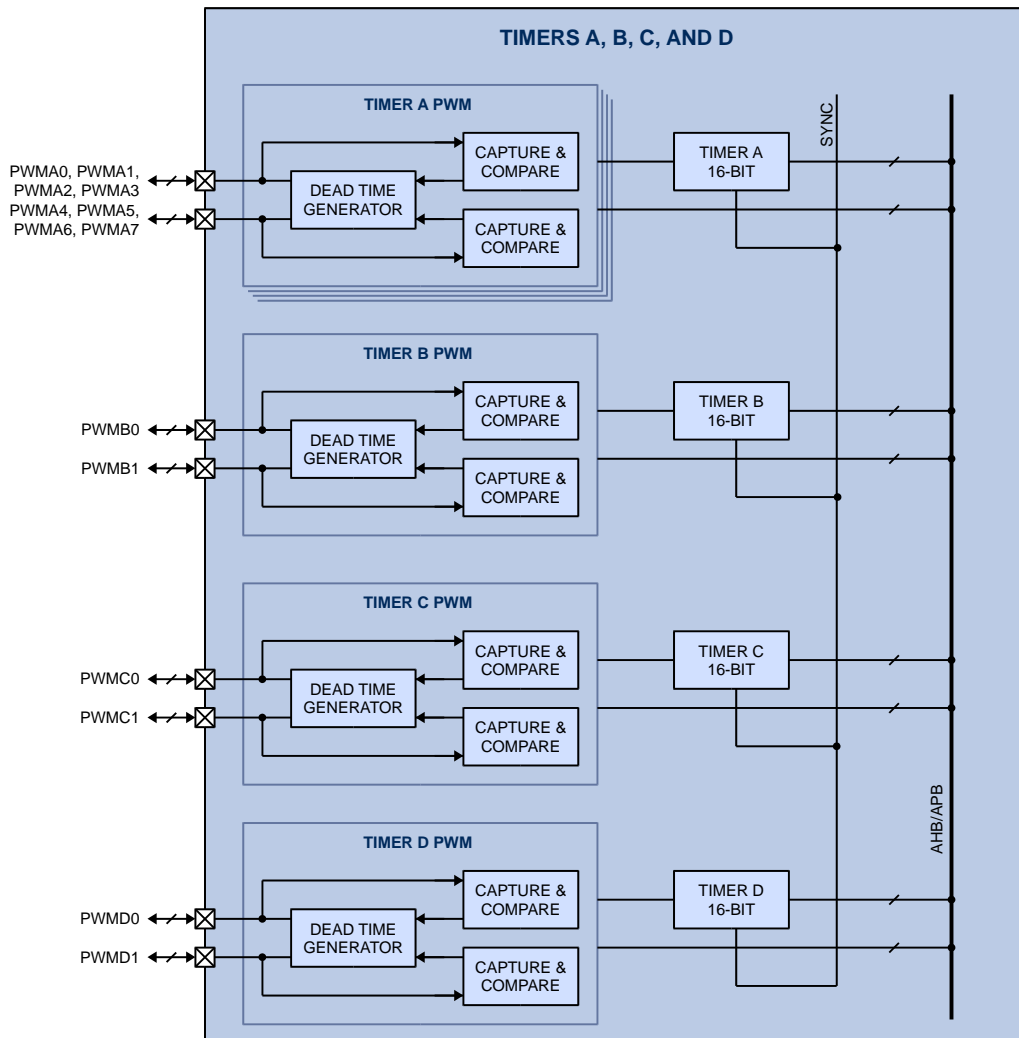 TIMERS A, B, C, AND D
TIMER A PWM
SYNC
PWMA0, PWMA1,
PWMA2, PWMA3
PWMA4, PWMA5,
PWMA6, PWMA7
DEAD TIME
GENERATOR
CAPTURE &
COMPARE
CAPTURE &
COMPARE
TIMER A
16-BIT
TIMER B PWM
PWMB0
PWMB1
DEAD TIME
GENERATOR
CAPTURE &
COMPARE
CAPTURE &
COMPARE
TIMER B
16-BIT
TIMER C PWM
PWMC0
PWMC1
DEAD TIME
GENERATOR
CAPTURE &
COMPARE
CAPTURE &
COMPARE
TIMER C
16-BIT
AHB/APB
TIMER D PWM
PWMD0
PWMD1
DEAD TIME
GENERATOR
CAPTURE &
COMPARE
CAPTURE &
COMPARE
TIMER D
16-BIT